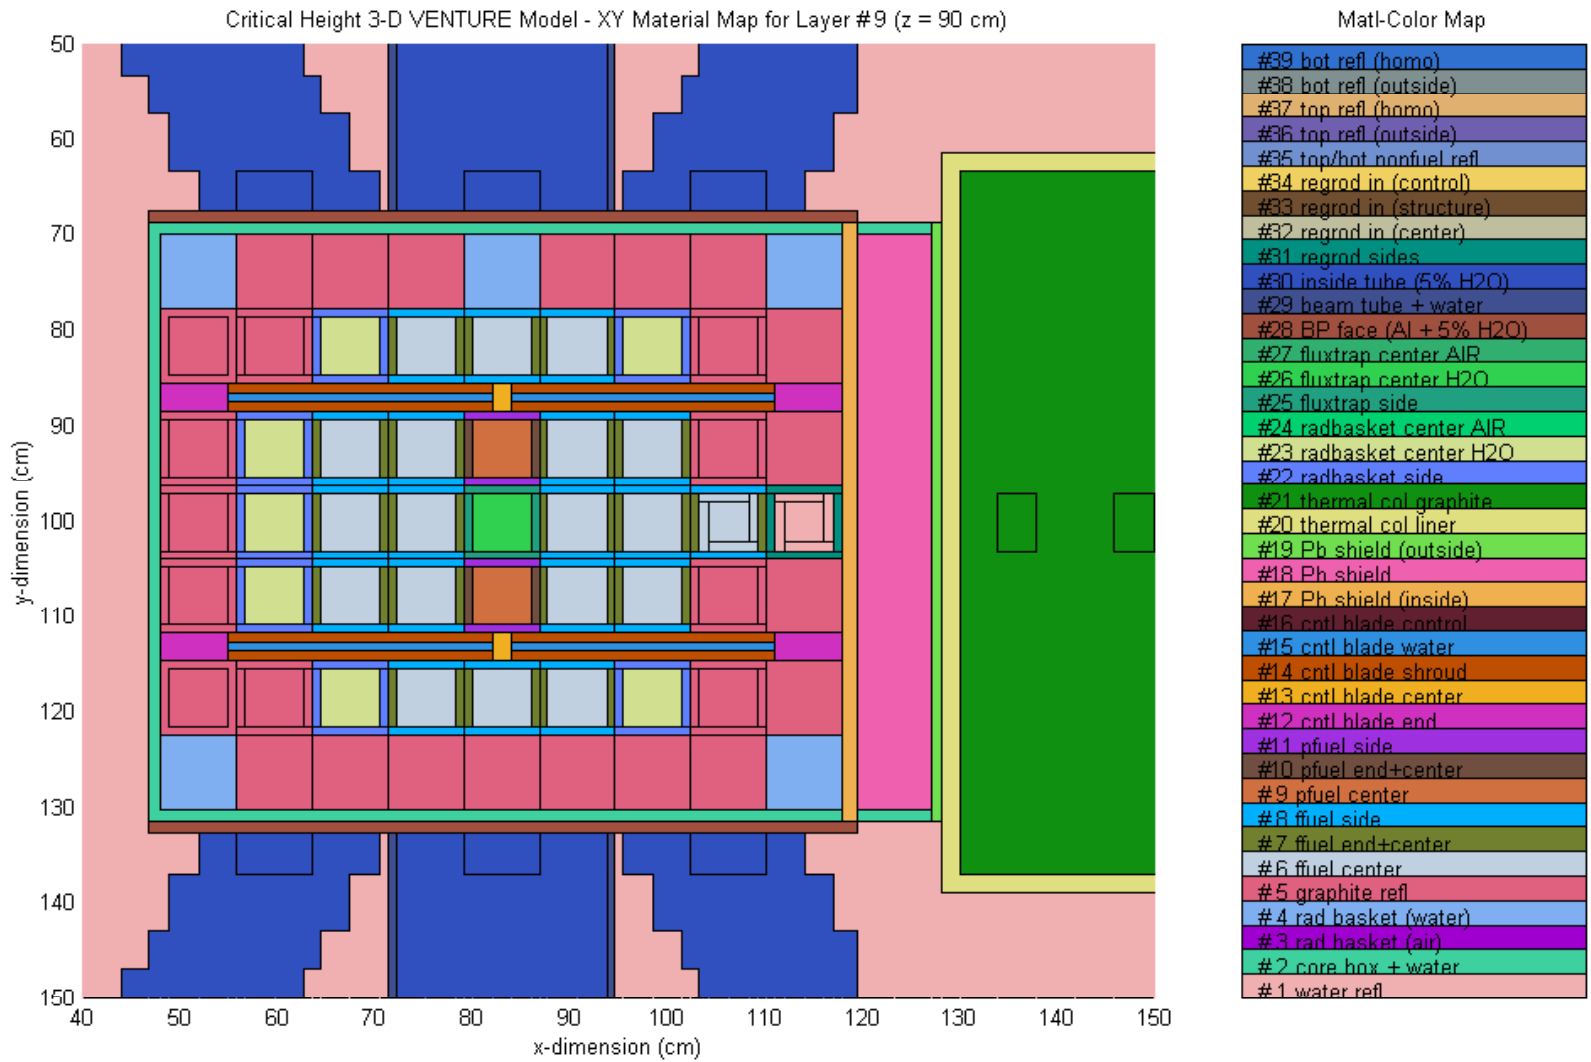 Critical Height 3-D VENTURE Model - XY Material Map for Layer #9 (z = 90 cm)
Matl-Color Map
50
60
70
80
90
100
110
120
130
140
150
y-dimension (cm)
40 50 60 70 80 90 100 110 120 130 140 150
x-dimension (cm)
#39 bot refl (homo)
#38 bot refl (outside)
#37 top refl (homo)
#36 top refl (outside)
#35 top/bot nonfuel refl
#34 regrod in (control)
#33 regrod in (structure)
#32 regrod in (center)
#31 regrod sides
#30 inside tube (5% H2O)
#29 beam tube + water
#28 BP face (Al + 5% H2O)
#27 fluxtrap center AIR
#26 fluxtrap center H2O
#25 fluxtrap side
#24 radbasket center AIR
#23 radbasket center H2O
#22 radbasket side
#21 thermal col graphite
#20 thermal col liner
#19 Pb shield (outside)
#18 Pb shield
#17 Pb shield (inside)
#16 cntl blade control
#15 cntl blade water
#14 cntl blade shroud
#13 cntl blade center
#12 cntl blade end
#11 pfuel side
#10 pfuel end+center
#9 pfuel center
#8 ffuel side
#7 ffuel end+center
#6 ffuel center
#5 graphite refl
#4 rad basket (water)
#3 rad basket (air)
#2 core box + water
#1 water refl